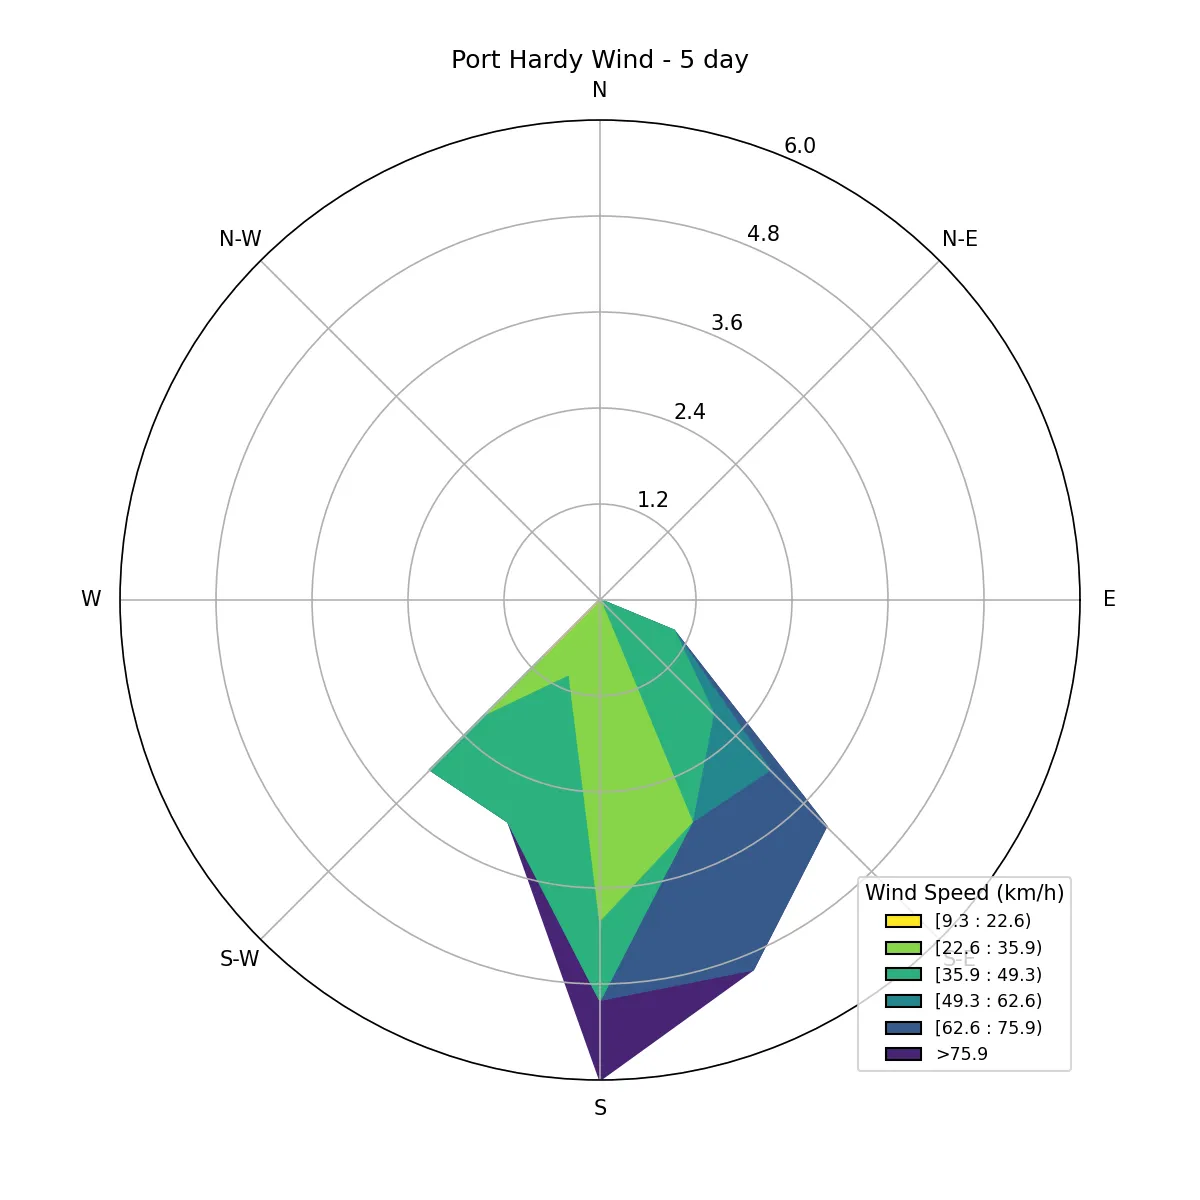 Port Hardy Wind - 5 day
N
6.0
N-W
N-E
4.8
3.6
2.4
1.2
W
E
Wind Speed (km/h)
[9.3 : 22.6)
[22.6 : 35.9)
[35.9 : 49.3)
[49.3 : 62.6)
[62.6 : 75.9)
>75.9
S-W
S-E
S